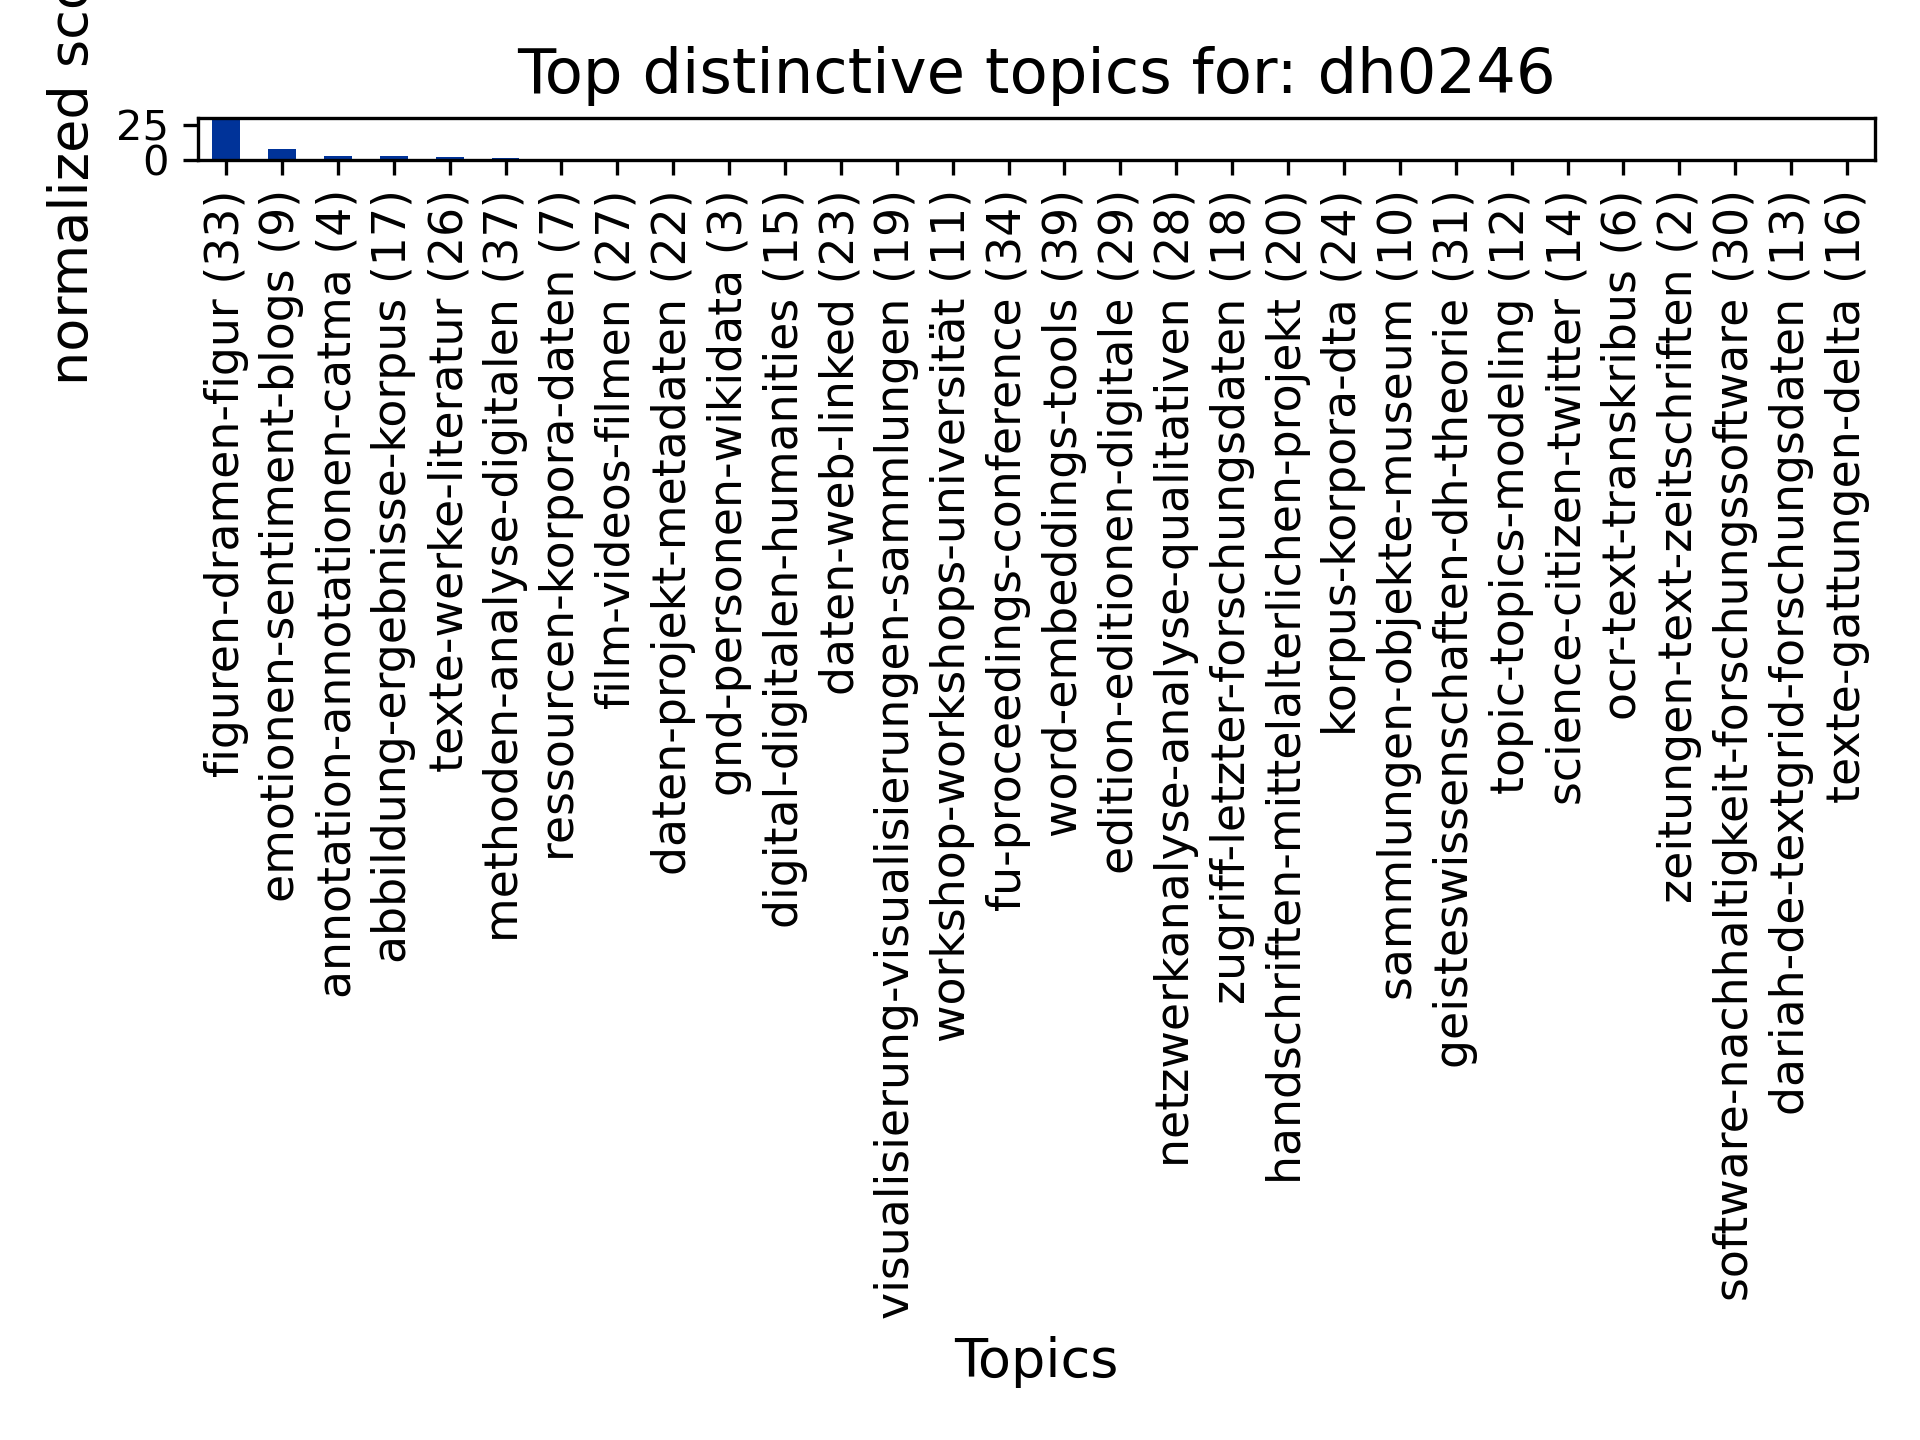 Top distinctive topics for: dh0246
normalized
25
0
figuren-dramen-figur (33)
emotionen-sentiment-blogs (9)
annotation-annotationen-catma (4)
abbildung-ergebnisse-korpus (17)
texte-werke-literatur (26)
methoden-analyse-digitalen (37)
ressourcen-korpora-daten (7)
film-videos-filmen (27)
daten-projekt-metadaten (22)
gnd-personen-wikidata (3)
digital-digitalen-humanities (15)
daten-web-linked (23)
visualisierung-visualisierungen-sammlungen (19)
workshop-workshops-universität (11)
fu-proceedings-conference (34)
word-embeddings-tools (39)
edition-editionen-digitale (29)
netzwerkanalyse-analyse-qualitativen (28)
zugriff-letzter-forschungsdaten (18)
handschriften-mittelalterlichen-projekt (20)
korpus-korpora-dta (24)
sammlungen-objekte-museum (10)
geisteswissenschaften-dh-theorie (31)
topic-topics-modeling (12)
science-citizen-twitter (14)
ocr-text-transkribus (6)
zeitungen-text-zeitschriften (2)
software-nachhaltigkeit-forschungssoftware (30)
dariah-de-textgrid-forschungsdaten (13)
texte-gattungen-delta (16)
Topics